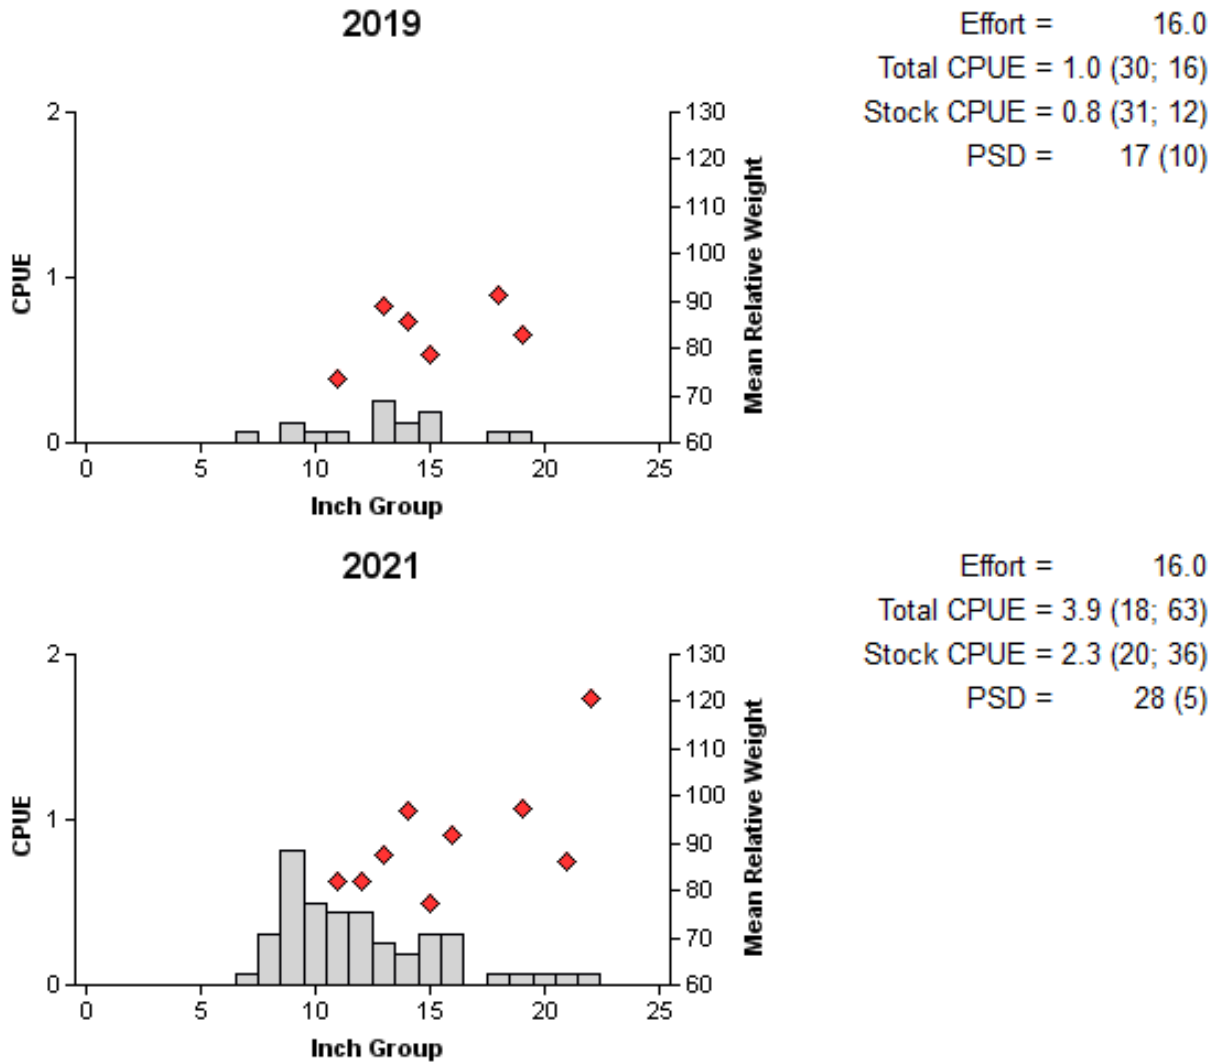 2019
Effort = 16.0
Total CPUE = 1.0 (30; 16)
Stock CPUE = 0.8 (31; 12)
PSD = 17 (10)
CPUE
2
1
0
130
120
110
100
90
80
70
60
Mean Relative Weight
0 5 10 15 20 25
Inch Group
2021
Effort = 16.0
Total CPUE = 3.9 (18; 63)
Stock CPUE = 2.3 (20; 36)
PSD = 28 (5)
CPUE
2
1
0
130
120
110
100
90
80
70
60
Mean Relative Weight
0 5 10 15 20 25
Inch Group